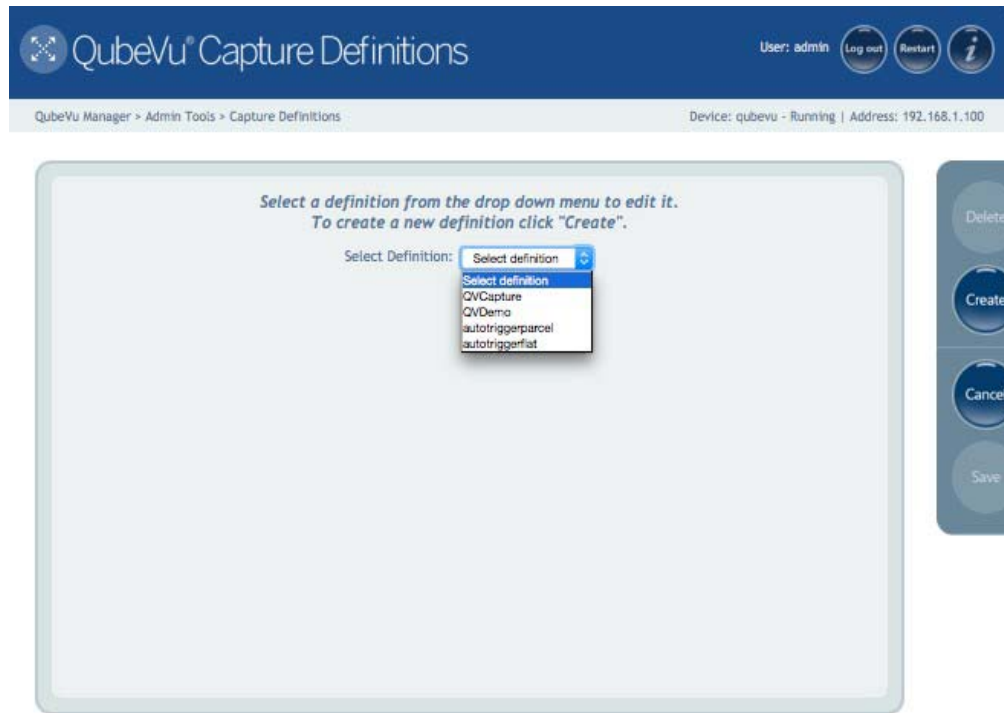 QubeVu® Capture Definitions
User: admin
Log out
Restart
i
QubeVu Manager > Admin Tools > Capture Definitions
Device: qubevu - Running | Address: 192.168.1.100
Select a definition from the drop down menu to edit it.
To create a new definition click "Create".
Select Definition: Select definition
Select definition
QVCapture
QVDemo
autotriggerparcel
autotriggerflat
Delete
Create
Cancel
Save